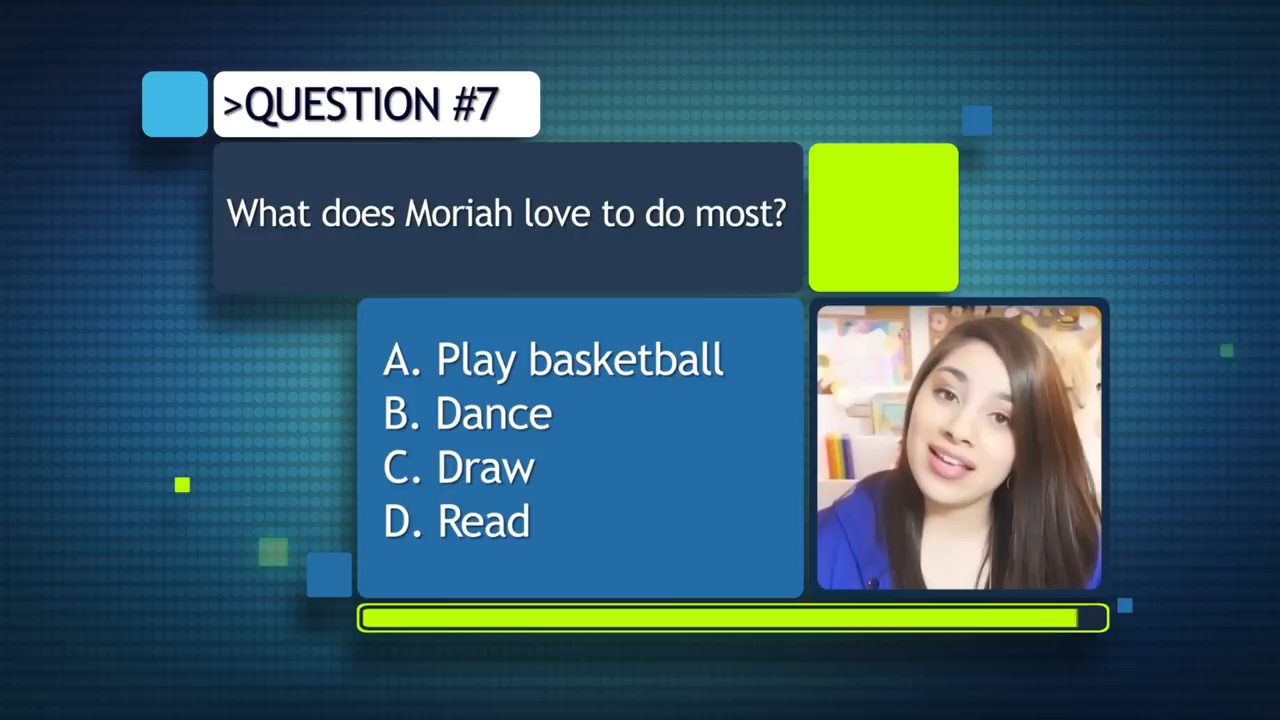 >QUESTION #7
What does Moriah love to do most?
A. Play basketball
B. Dance
C. Draw
D. Read